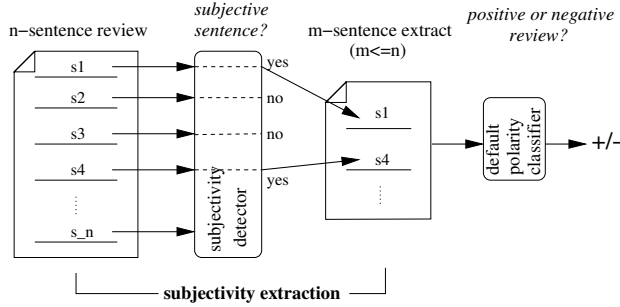 n−sentence review
subjective
sentence?
m−sentence extract
(m<=n)
positive or negative
review?
s1
s2
s3
s4
s_n
yes
no
no
yes
subjectivity
detector
s1
s4
default
polarity
classifier
+/−
subjectivity extraction